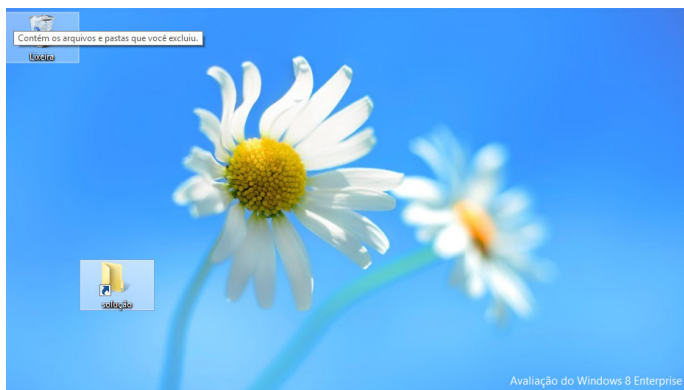 Contém os arquivos e pastas que você excluiu.
Lixeira
solução
Avaliação do Windows 8 Enterprise